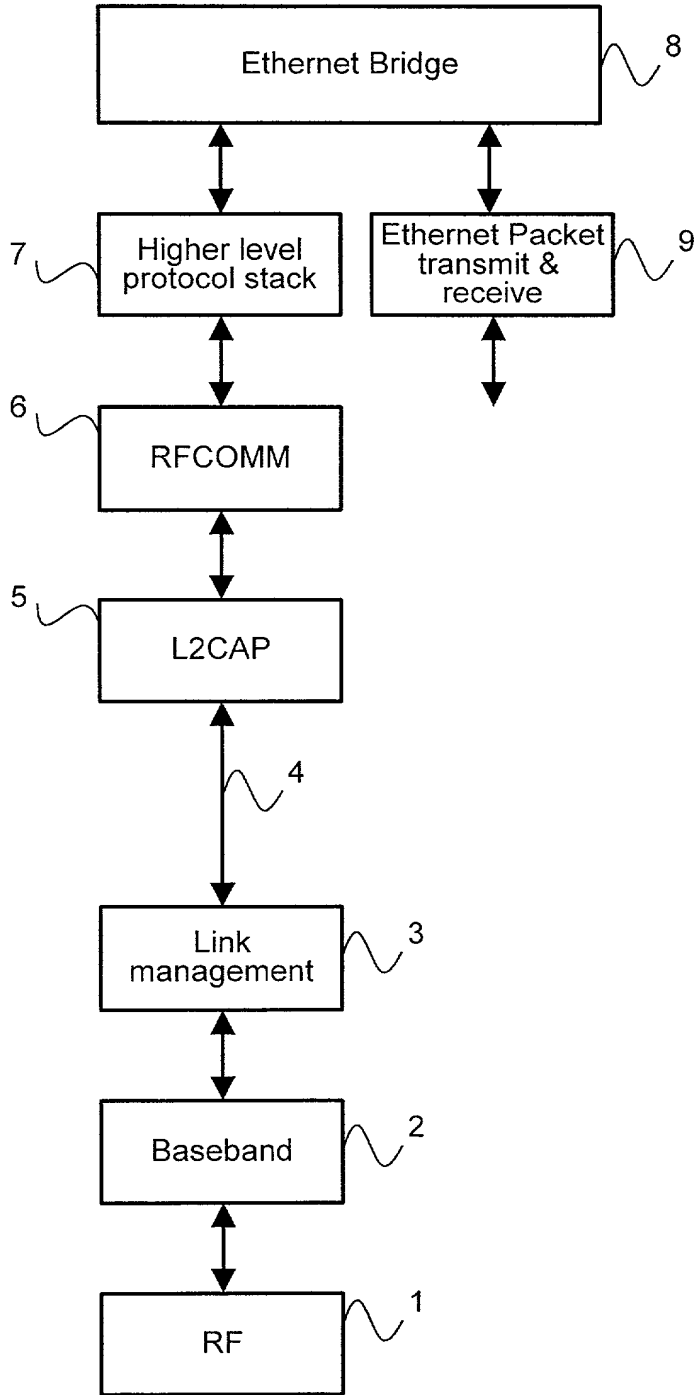 Ethernet Bridge
8
7
Higher level
protocol stack
Ethernet Packet
transmit &
receive
9
6
RFCOMM
5
L2CAP
4
Link
management
3
Baseband
2
RF
1